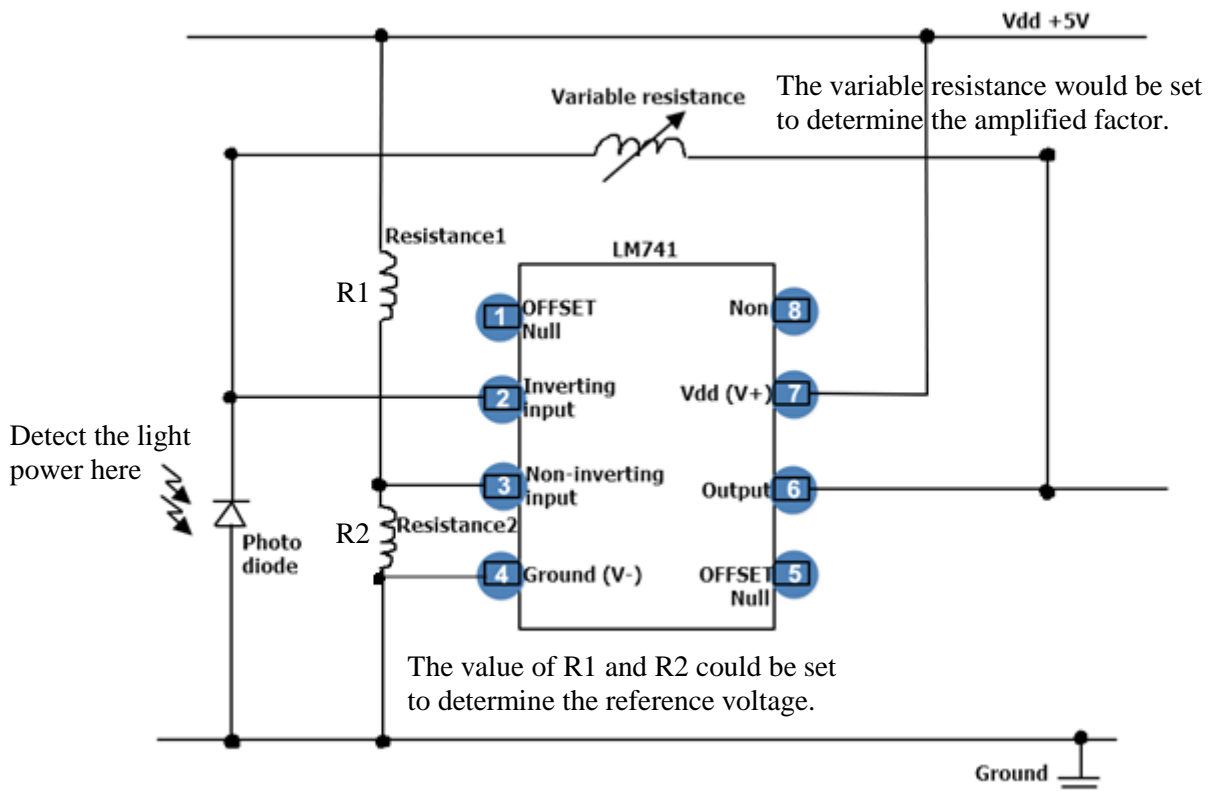 Vdd +5V
The variable resistance would be set
to determine the amplified factor.
Variable resistance
Resistance1
R1
LM741
1
OFFSET
Null
Non
8
2
Inverting
input
Vdd (V+)
7
Detect the light
power here
3
Non-inverting
input
Output
6
R2
Resistance2
Photo
diode
4
Ground (V-)
OFFSET
Null
5
The value of R1 and R2 could be set
to determine the reference voltage.
Ground